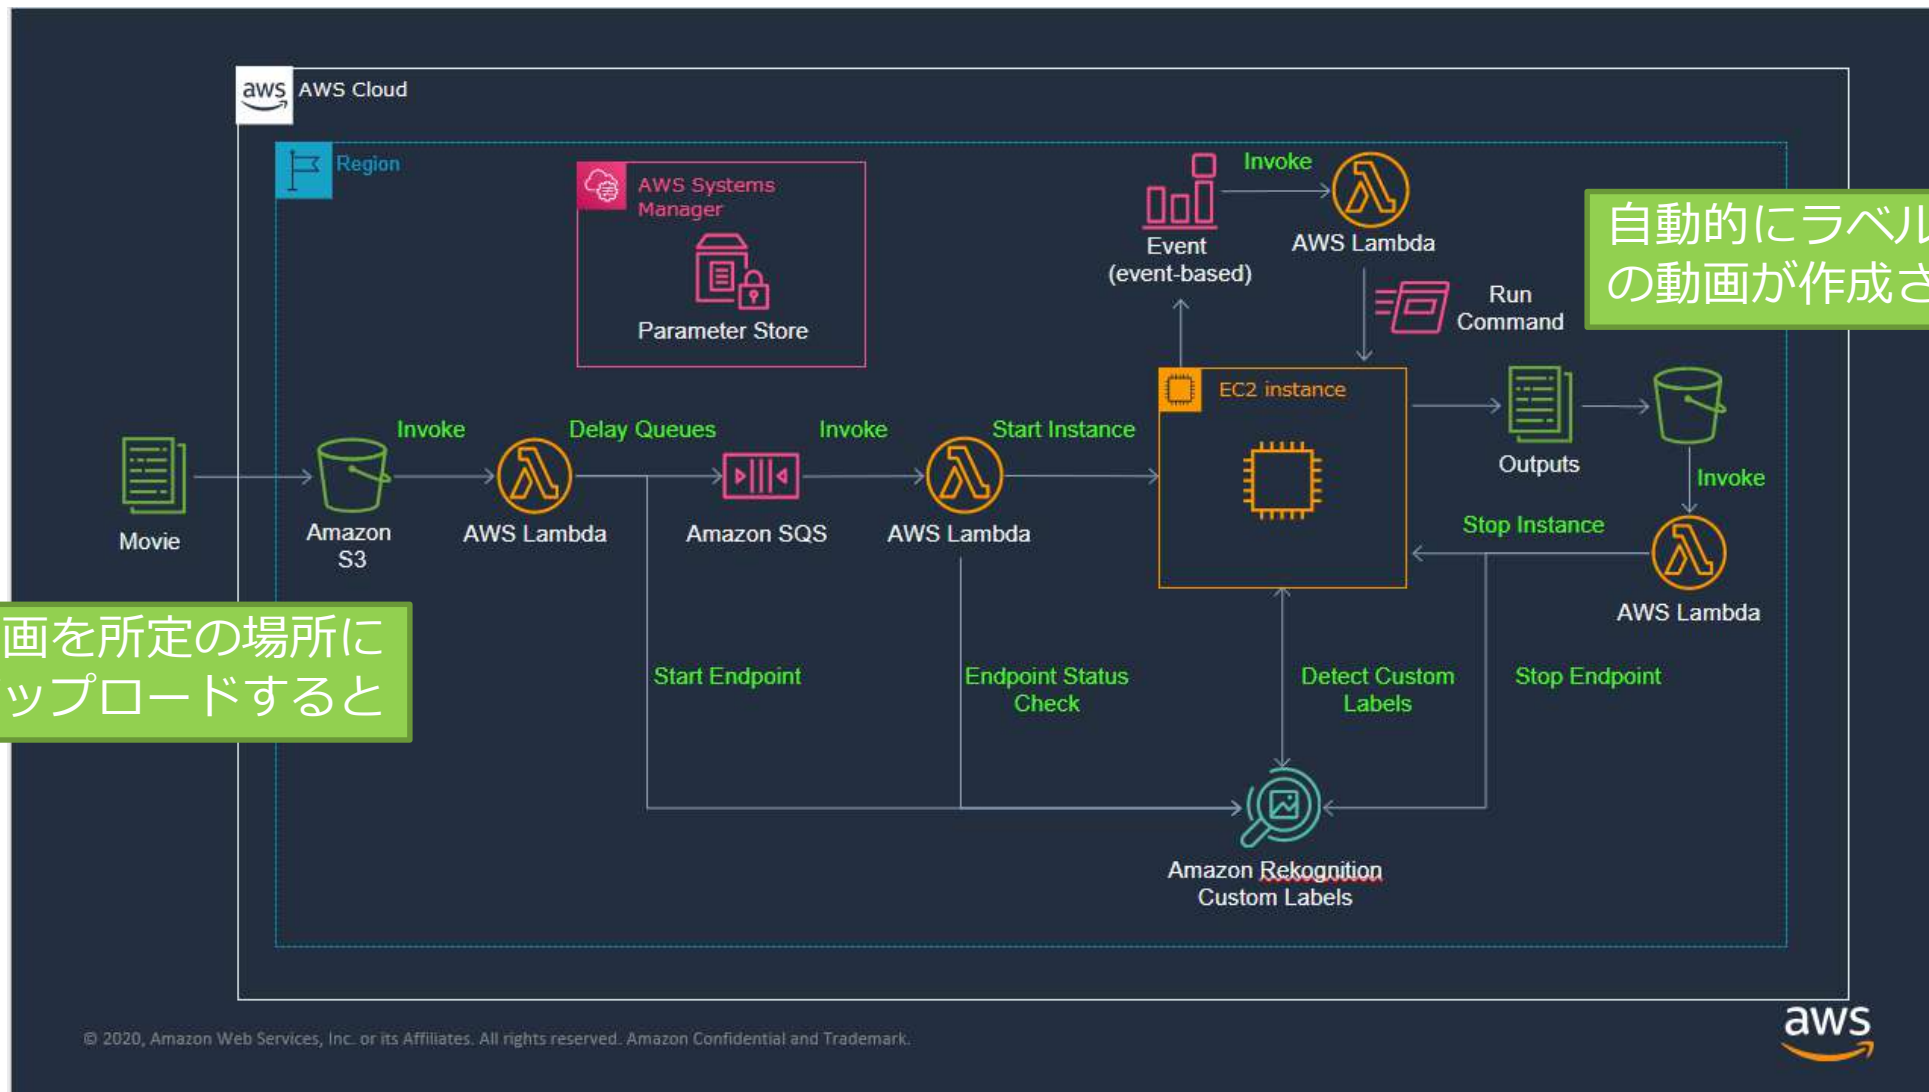 aws AWS Cloud
Region
AWS Systems
Manager
Parameter Store
Invoke
Event
(event-based)
AWS Lambda
Run
Command
自動的にラベル
の動画が作成さ
EC2 instance
Invoke
Delay Queues
Invoke
Start Instance
Movie
Amazon
S3
AWS Lambda
Amazon SQS
AWS Lambda
Outputs
Invoke
Stop Instance
AWS Lambda
画を所定の場所に
ップロードすると
Start Endpoint
Endpoint Status
Check
Detect Custom
Labels
Stop Endpoint
Amazon Rekognition
Custom Labels
© 2020, Amazon Web Services, Inc. or its Affiliates. All rights reserved. Amazon Confidential and Trademark.
aws